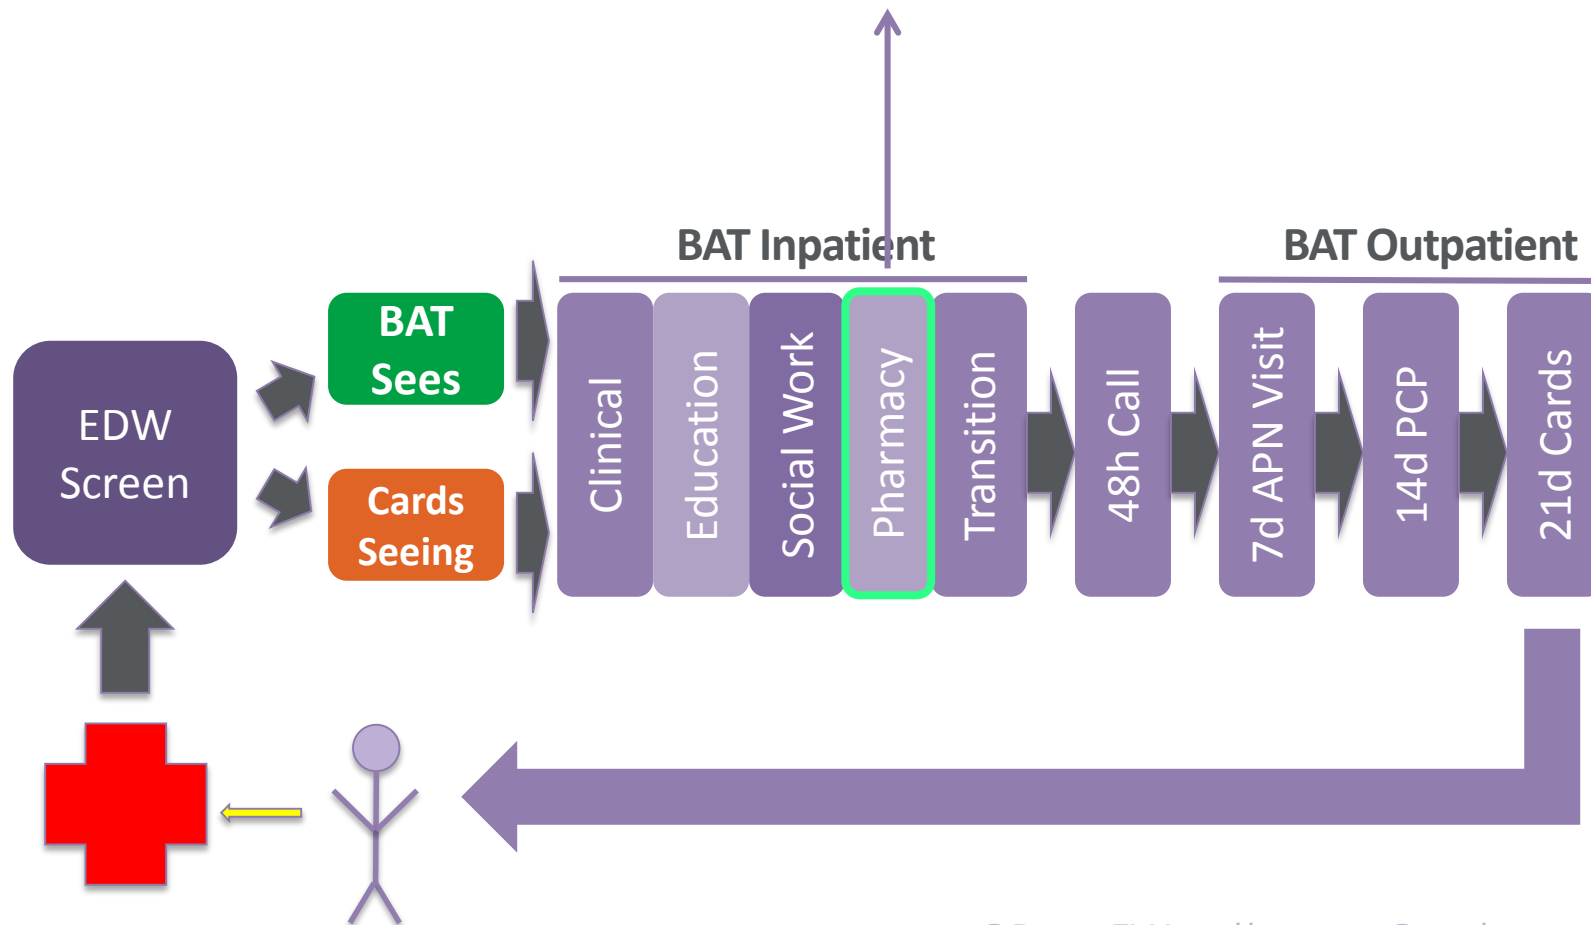 BAT Inpatient
BAT Outpatient
EDW
Screen
BAT
Sees
Cards
Seeing
Clinical
Education
Social Work
Pharmacy
Transition
48h Call
7d APN Visit
14d PCP
21d Cards